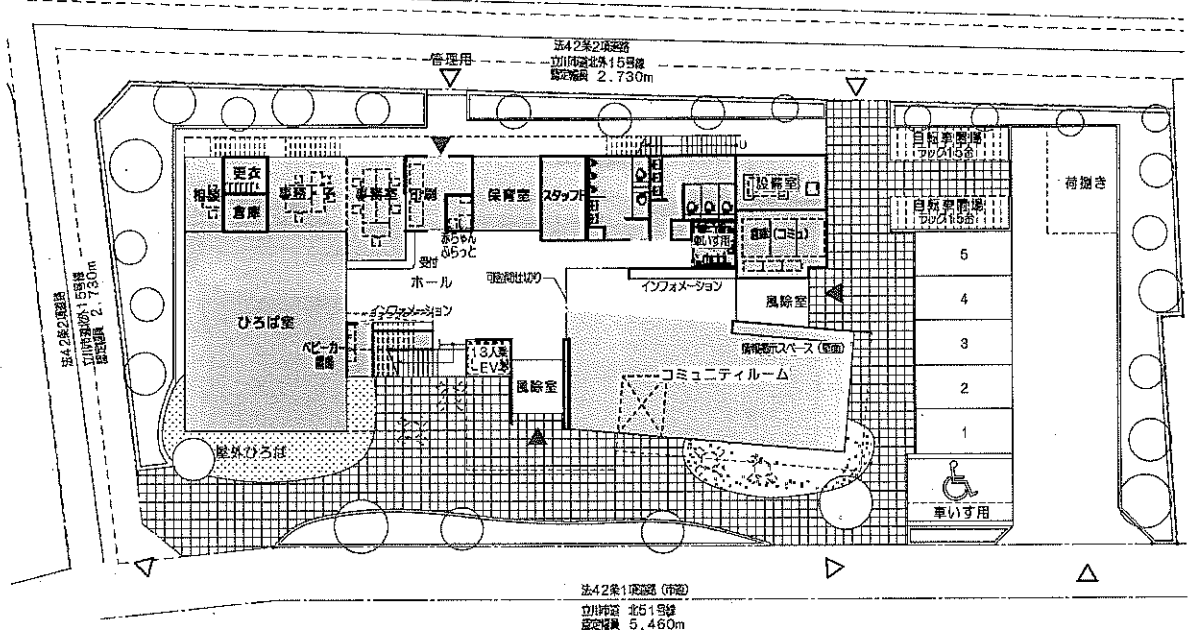 法42条2項道路
立川市道北外15号線
認定幅員 2.730m
管理用
自転車置場
ラック15台
荷捌き
自転車置場
ラック15台
相談
更衣
倉庫
事務室
印刷
保育室
スタッフWC
設備室
赤ちゃん
ふらっと
車いす用
倉庫(コミュ)
受付
ホール
可動間仕切り
インフォメーション
風除室
法42条2項道路
立川市道北外15号線
認定幅員 2.730m
ひろば室
インフォメーション
ベビーカー
置場
13人乗
EV
風除室
情報掲示スペース(壁面)
コミュニティルーム
5
4
3
2
1
屋外ひろば
車いす用
法42条1項道路(市道)
立川市道 北51号線
認定幅員 5.460m